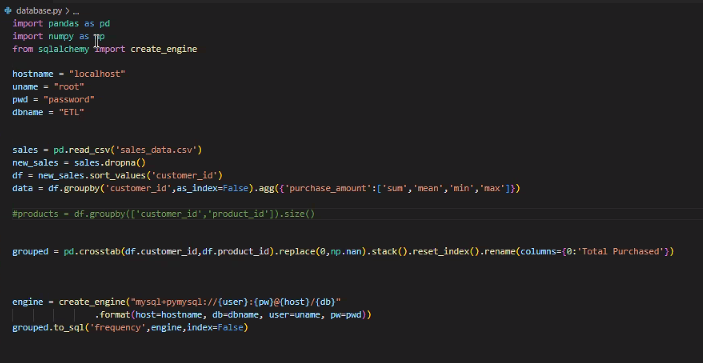 database.py > ...
import pandas as pd
import numpy as np
from sqlalchemy import create_engine
hostname = "localhost"
uname = "root"
pwd = "password"
dbname = "ETL"
sales = pd.read_csv('sales_data.csv')
new_sales = sales.dropna()
df = new_sales.sort_values('customer_id')
data = df.groupby('customer_id',as_index=False).agg({'purchase_amount':['sum','mean','min','max']})
#products = df.groupby(['customer_id','product_id']).size()
grouped = pd.crosstab(df.customer_id,df.product_id).replace(0,np.nan).stack().reset_index().rename(columns={0:'Total Purchased'})
engine = create_engine("mysql+pymysql://{user}:{pw}@{host}/{db}"
.format(host=hostname, db=dbname, user=uname, pw=pwd))
grouped.to_sql('frequency',engine,index=False)